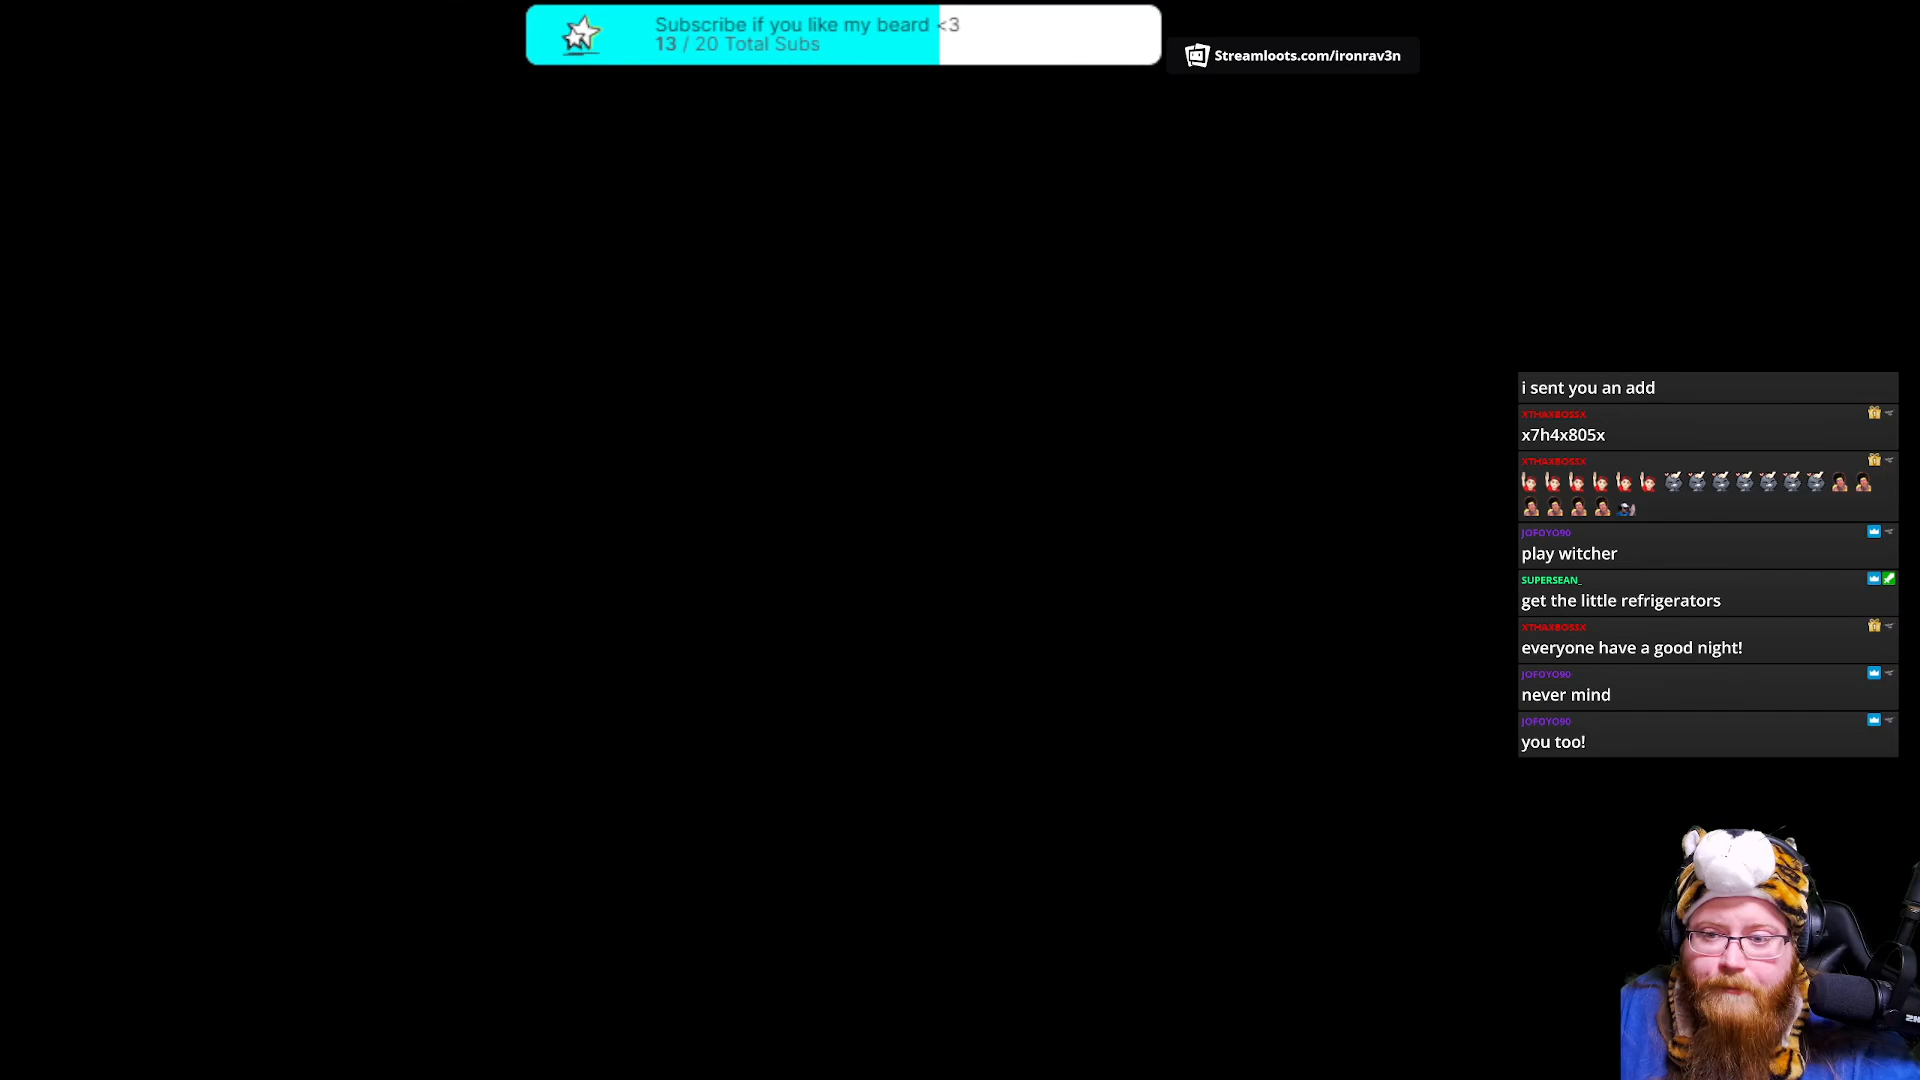 Subscribe if you like my beard <3
13 / 20 Total Subs
Streamloots.com/ironrav3n
i sent you an add
XTHAXBOSSX
x7h4x805x
XTHAXBOSSX
JOFOYO90
play witcher
SUPERSEAN_
get the little refrigerators
XTHAXBOSSX
everyone have a good night!
JOFOYO90
never mind
JOFOYO90
you too!